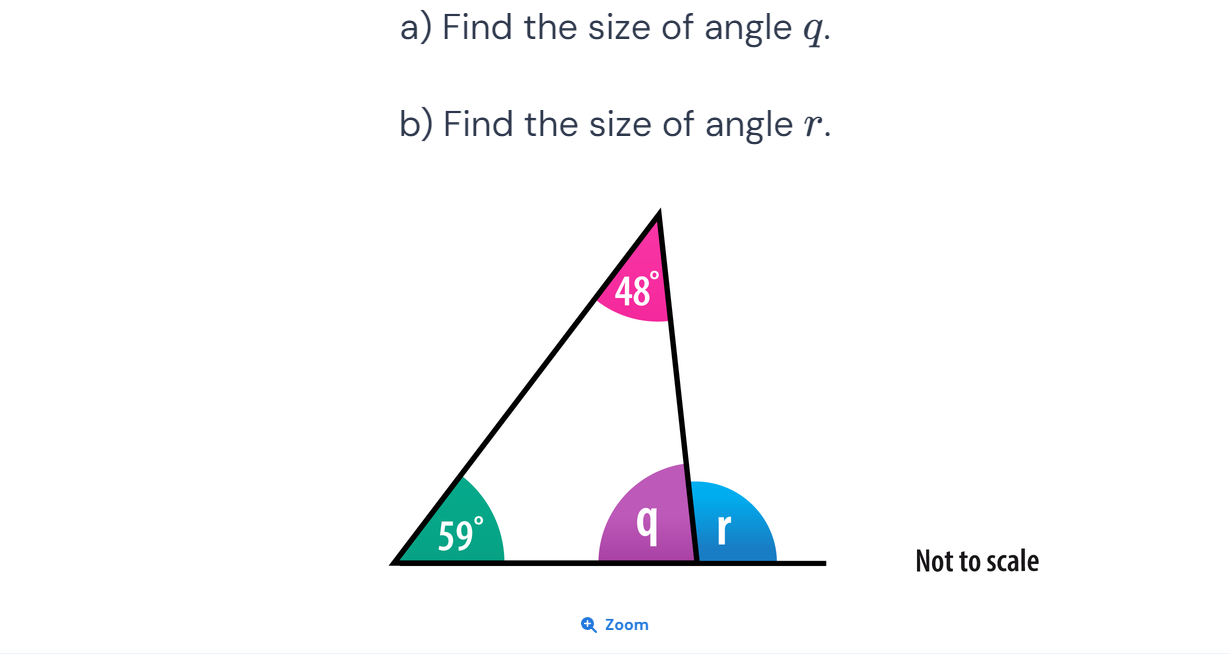 a) Find the size of angle q.
b) Find the size of angle r.
48°
59°
q
r
Not to scale
Zoom